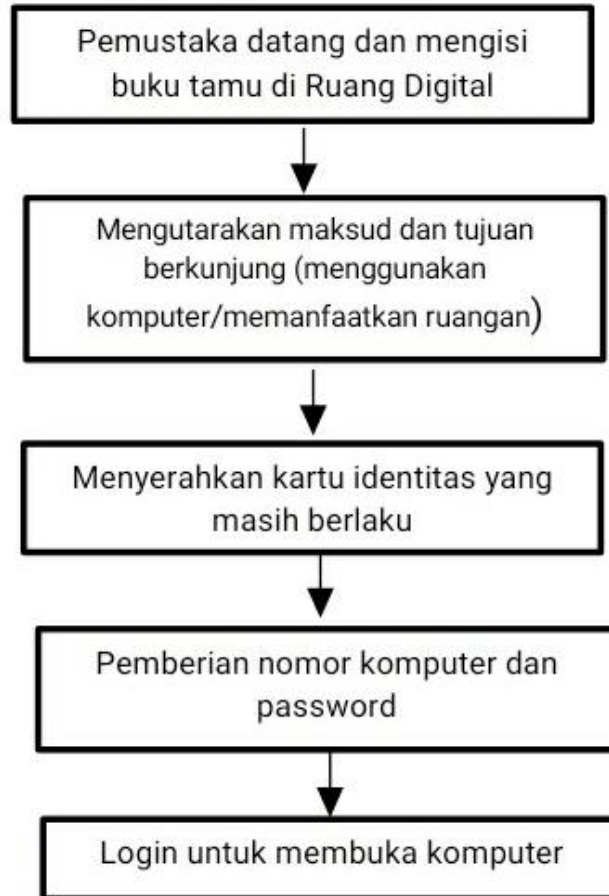 Pemustaka datang dan mengisi
buku tamu di Ruang Digital
Mengutarakan maksud dan tujuan
berkunjung (menggunakan
komputer/memanfaatkan ruangan)
Menyerahkan kartu identitas yang
masih berlaku
Pemberian nomor komputer dan
password
Login untuk membuka komputer